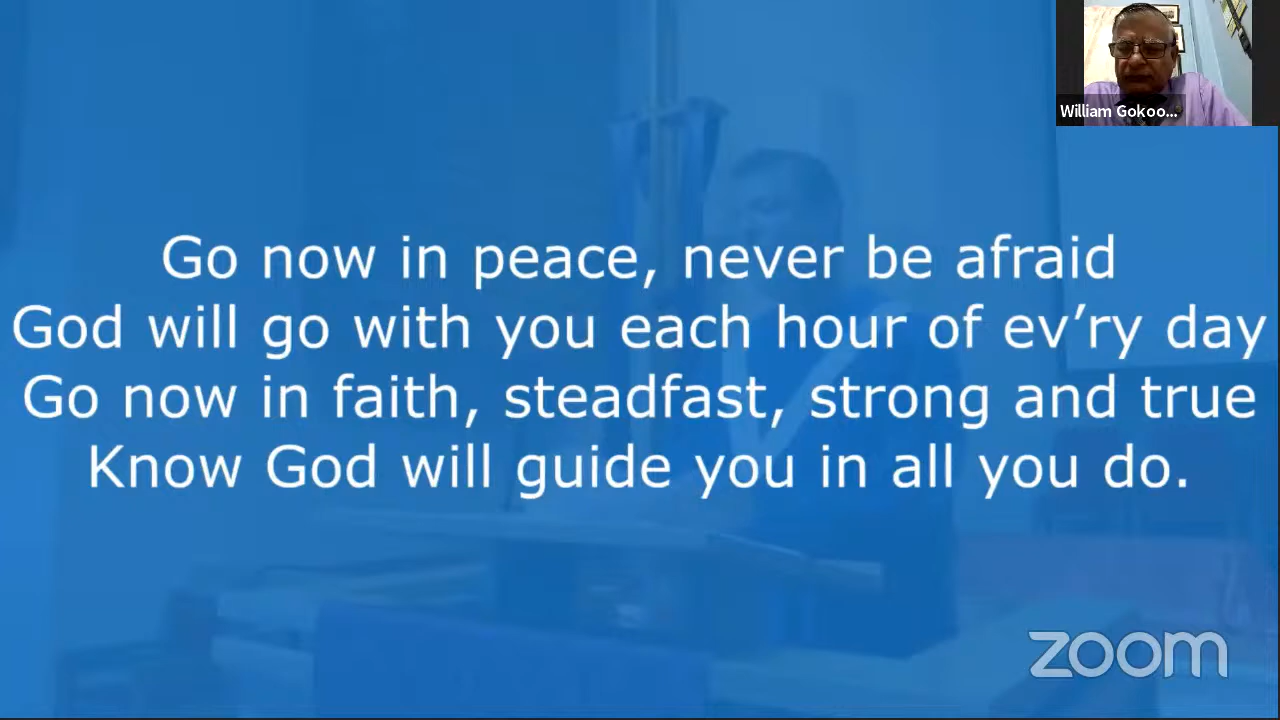 William Gokoo...
Go now in peace, never be afraid
God will go with you each hour of ev’ry day
Go now in faith, steadfast, strong and true
Know God will guide you in all you do.
zoom